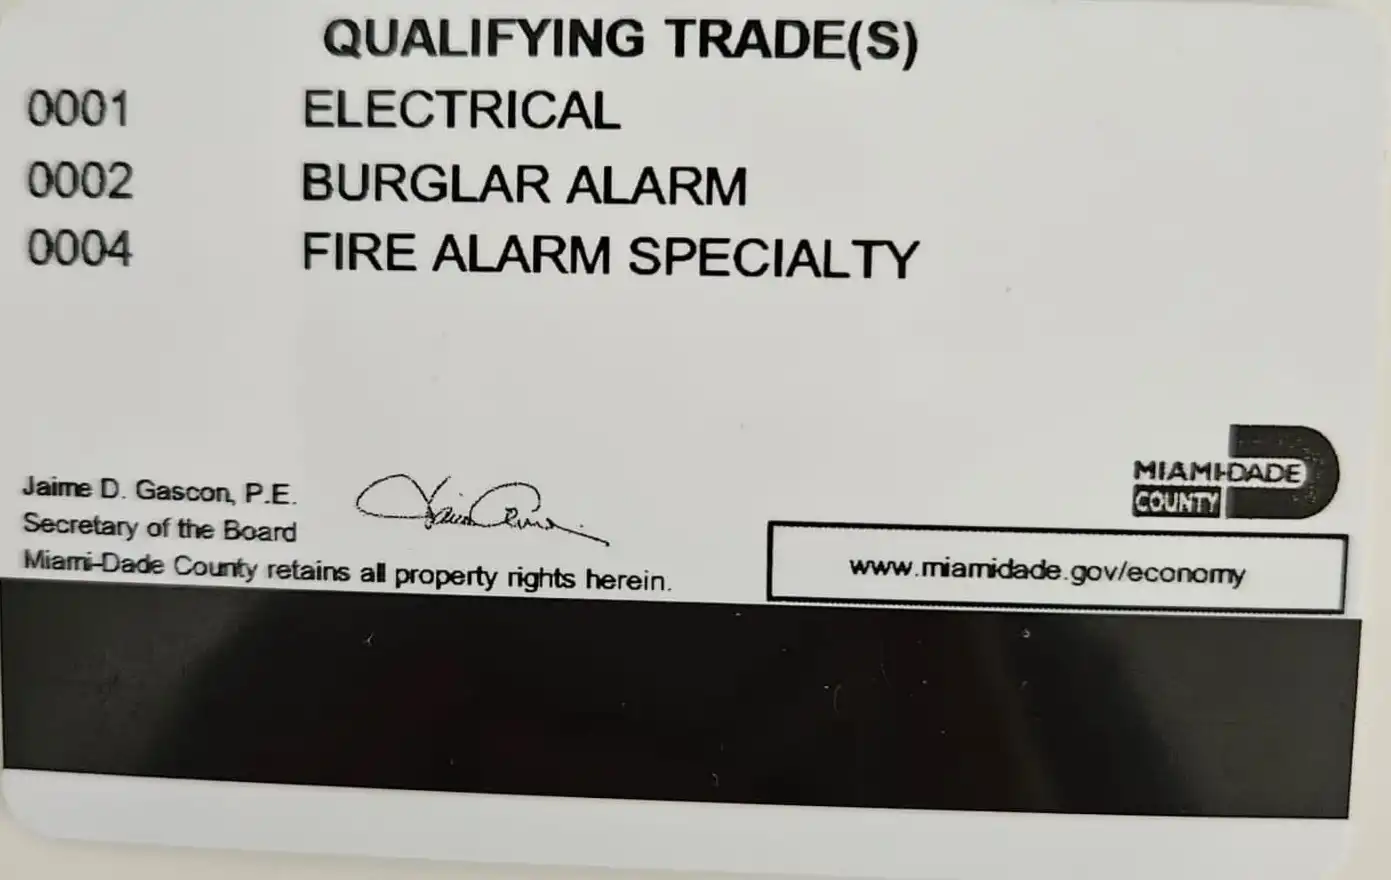 QUALIFYING TRADE(S)
0001 ELECTRICAL
0002 BURGLAR ALARM
0004 FIRE ALARM SPECIALTY
Jaime D. Gascon, P.E.
Secretary of the Board
Miami-Dade County retains all property rights herein.
MIAMI-DADE
COUNTY
www.miamidade.gov/economy